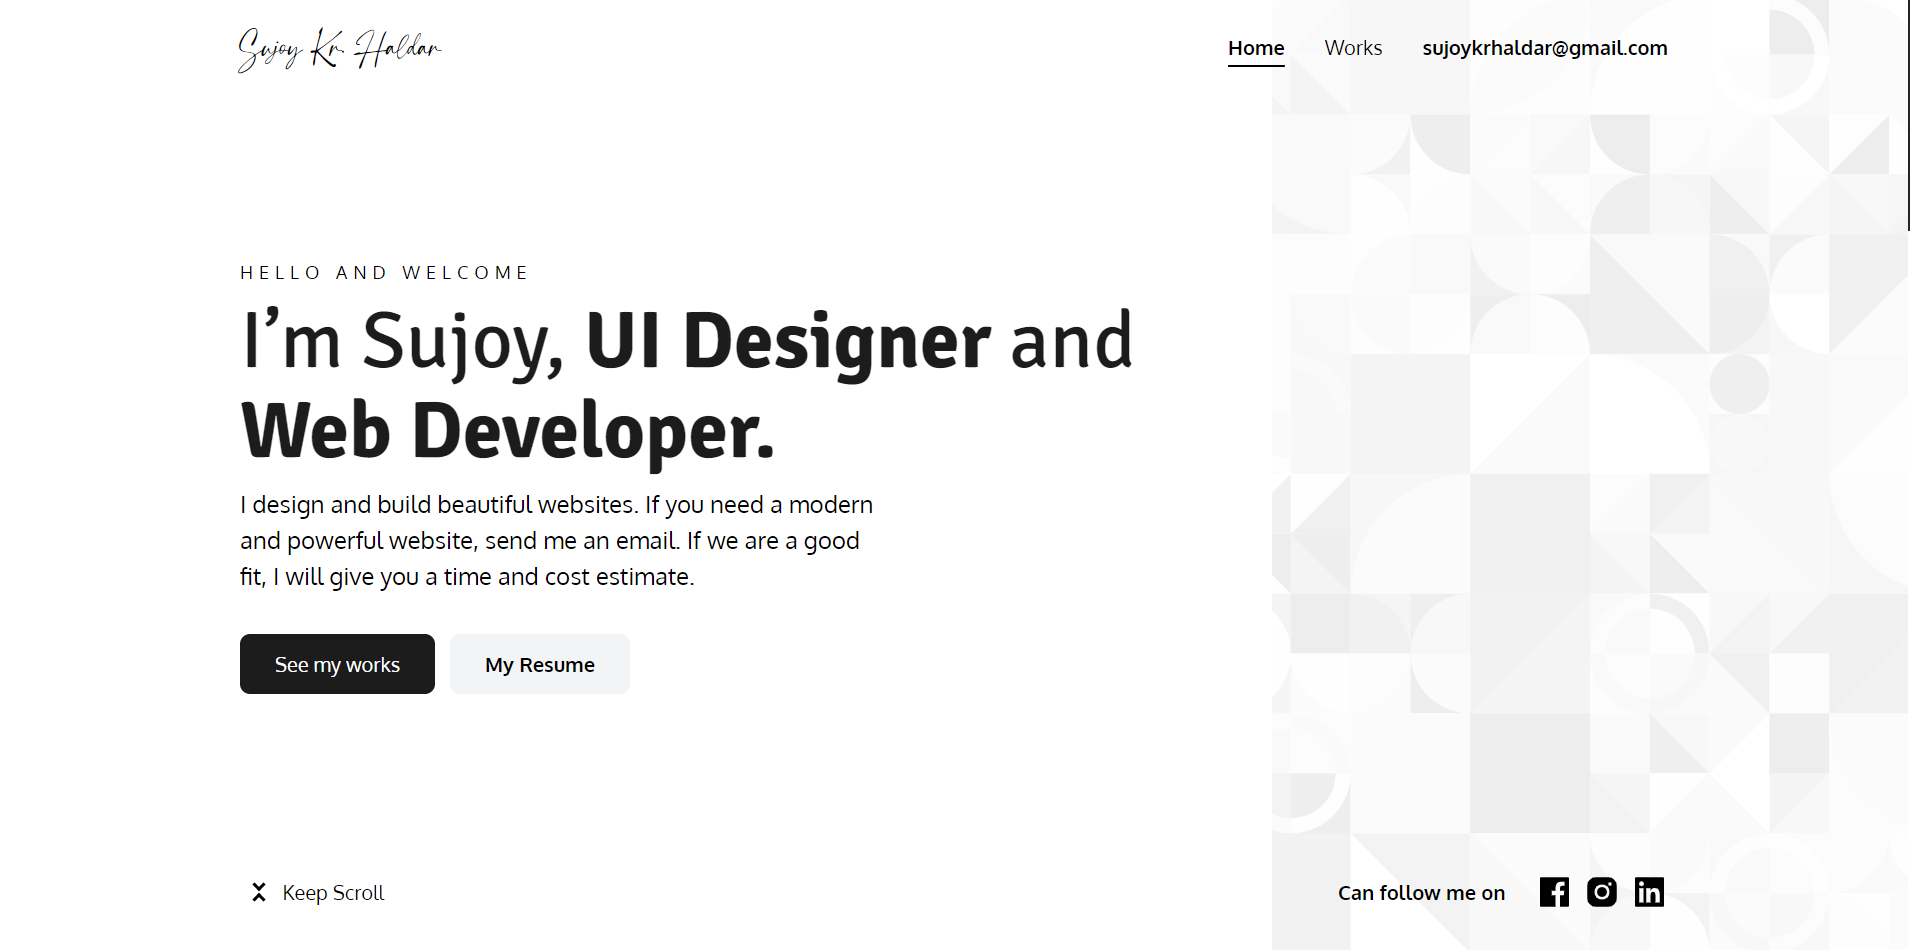 Sujoy Kr Haldar
Home Works sujoykrhaldar@gmail.com
HELLO AND WELCOME
I’m Sujoy, UI Designer and
Web Developer.
I design and build beautiful websites. If you need a modern
and powerful website, send me an email. If we are a good
fit, I will give you a time and cost estimate.
See my works My Resume
Keep Scroll Can follow me on